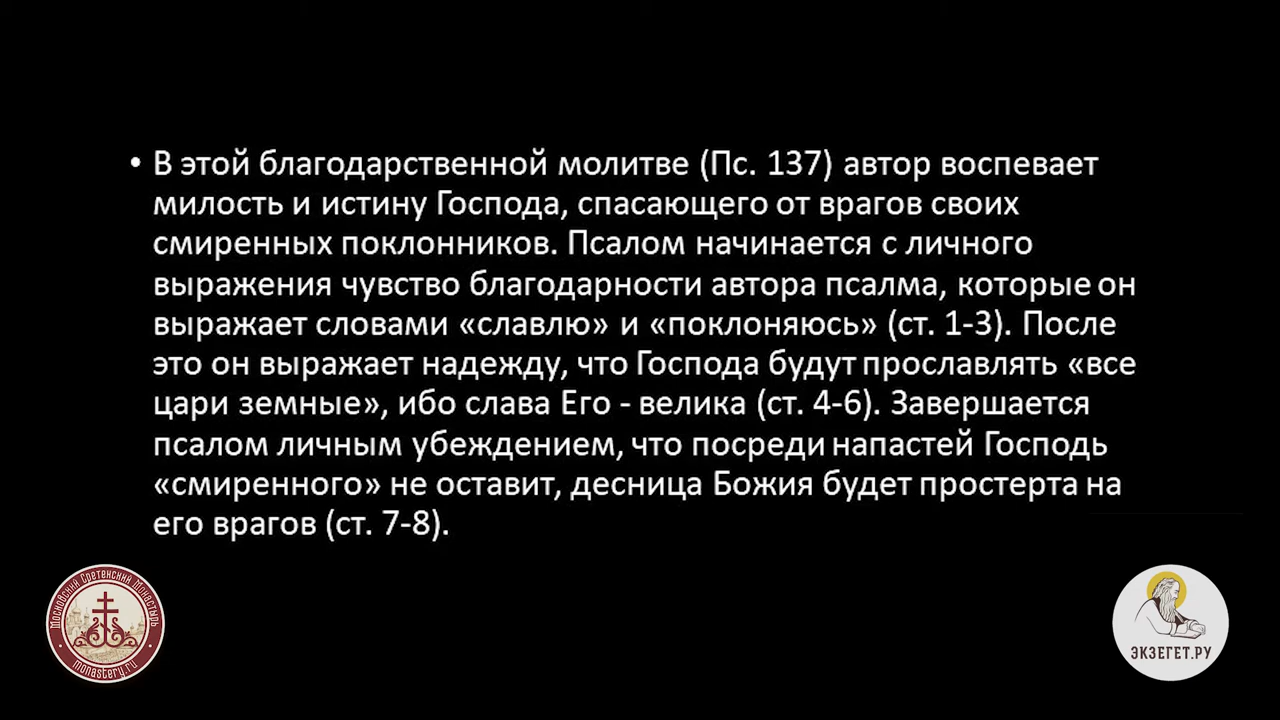 • В этой благодарственной молитве (Пс. 137) автор воспевает
милость и истину Господа, спасающего от врагов своих
смиренных поклонников. Псалом начинается с личного
выражения чувство благодарности автора псалма, которые он
выражает словами «славлю» и «поклоняюсь» (ст. 1-3). После
это он выражает надежду, что Господа будут прославлять «все
цари земные», ибо слава Его - велика (ст. 4-6). Завершается
псалом личным убеждением, что посреди напастей Господь
«смиренного» не оставит, десница Божия будет простерта на
его врагов (ст. 7-8).
Московский Сретенский Монастырь
monastery.ru
ЭКЗЕГЕТ.РУ